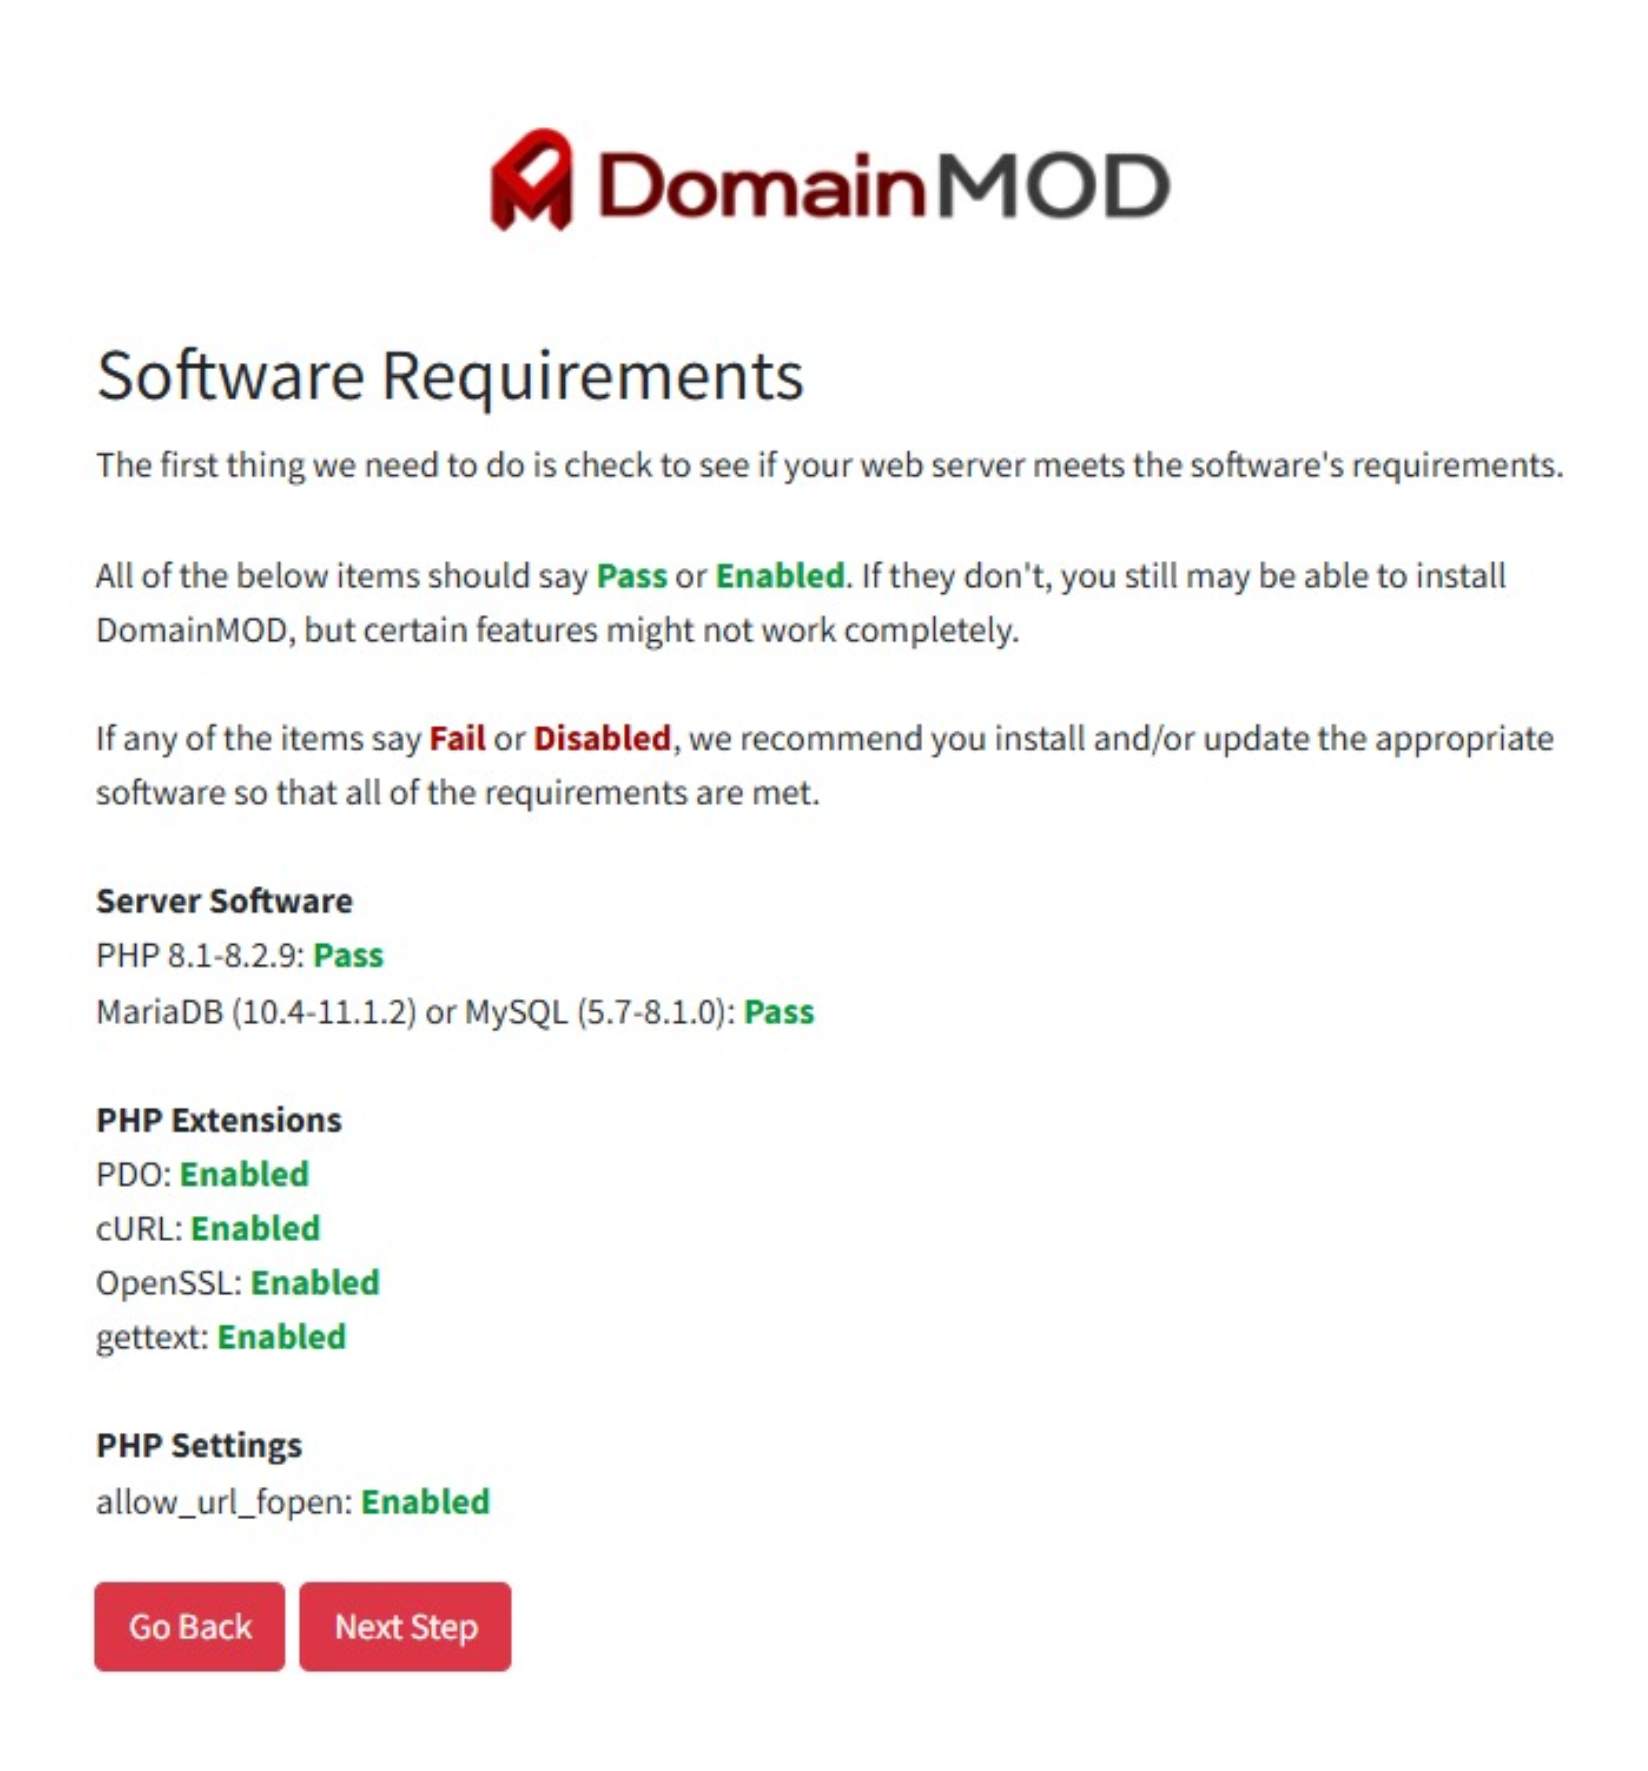 DomainMOD
Software Requirements
The first thing we need to do is check to see if your web server meets the software's requirements.
All of the below items should say Pass or Enabled. If they don't, you still may be able to install
DomainMOD, but certain features might not work completely.
If any of the items say Fail or Disabled, we recommend you install and/or update the appropriate
software so that all of the requirements are met.
Server Software
PHP 8.1-8.2.9: Pass
MariaDB (10.4-11.1.2) or MySQL (5.7-8.1.0): Pass
PHP Extensions
PDO: Enabled
cURL: Enabled
OpenSSL: Enabled
gettext: Enabled
PHP Settings
allow_url_fopen: Enabled
Go Back Next Step